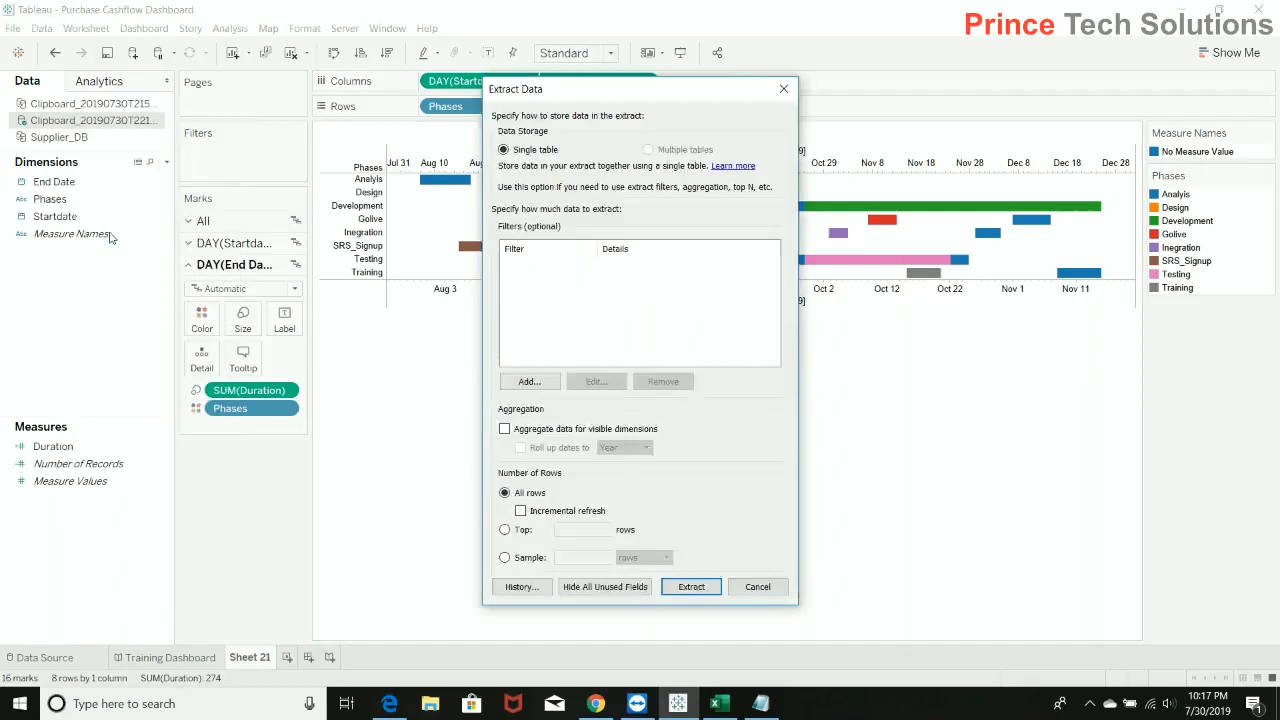 Tableau - Purchase Cashflow Dashboard
Prince Tech Solutions
File Data Worksheet Dashboard Story Analysis Map Format Server Window Help
Standard
Show Me
Data
Analytics
Pages
Columns
DAY(Startd
Rows
Phases
Clipboard_20190730T215...
Clipboard_20190730T221...
Supplier_DB
Filters
Dimensions
End Date
Phases
Startdate
Measure Names
Marks
All
DAY(Startda...
DAY(End Da...
Automatic
Color
Size
Label
Detail
Tooltip
SUM(Duration)
Phases
Measures
Duration
Number of Records
Measure Values
Phases
Jul 31 Aug 10
Analyis
Design
Development
Golive
Inegration
SRS_Signup
Testing
Training
Aug 3
Extract Data
Specify how to store data in the extract:
Data Storage
Single table
Multiple tables
Store data in your extract together using a single table. Learn more
Use this option if you need to use extract filters, aggregation, top N, etc.
Specify how much data to extract:
Filters (optional)
Filter
Details
Add...
Edit...
Remove
Aggregation
Aggregate data for visible dimensions
Roll up dates to
Year
Number of Rows
All rows
Incremental refresh
Top:
rows
Sample:
rows
History...
Hide All Unused Fields
Extract
Cancel
9]
Oct 29 Nov 8 Nov 18 Nov 28 Dec 8 Dec 18 Dec 28
Oct 2 Oct 12 Oct 22 Nov 1 Nov 11
9]
Measure Names
No Measure Value
Phases
Analyis
Design
Development
Golive
Inegration
SRS_Signup
Testing
Training
Data Source
Training Dashboard
Sheet 21
16 marks 8 rows by 1 column SUM(Duration): 274
Type here to search
10:17 PM
7/30/2019
1